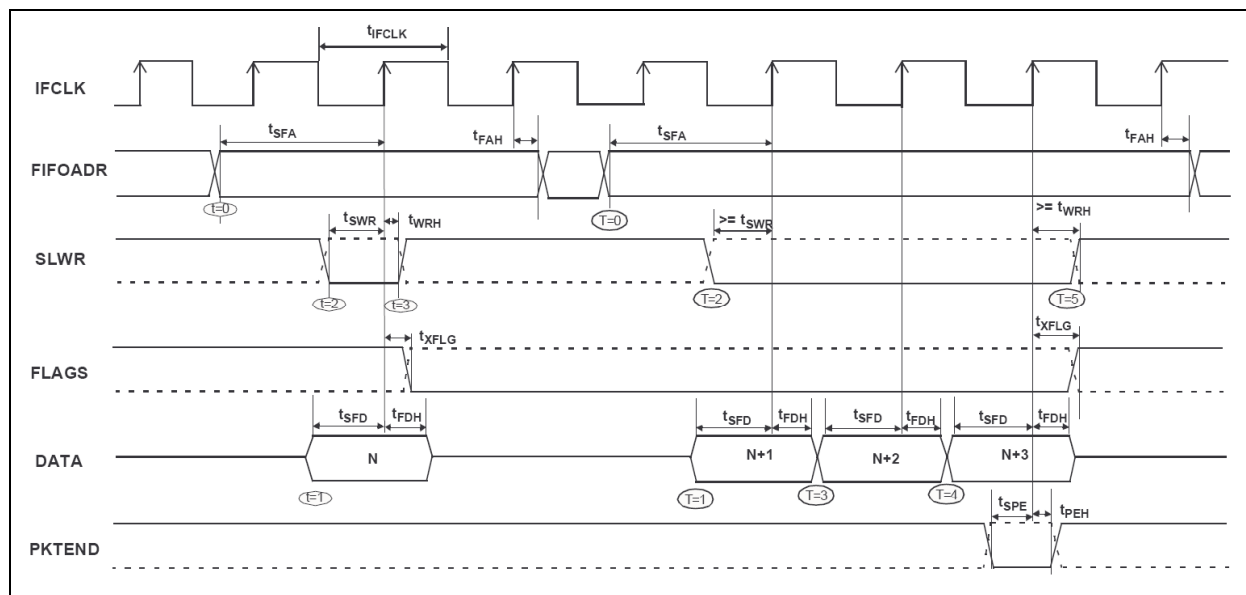 tIFCLK
IFCLK
tSFA
tFAH
tSFA
tFAH
FIFOADR
t=0
T=0
tSWR
tWRH
>= tSWR
>= tWRH
SLWR
t=2
t=3
T=2
T=5
tXFLG
tXFLG
FLAGS
tSFD
tFDH
tSFD
tFDH
tSFD
tFDH
tSFD
tFDH
DATA
N
N+1
N+2
N+3
t=1
T=1
T=3
T=4
tSPE
tPEH
PKTEND